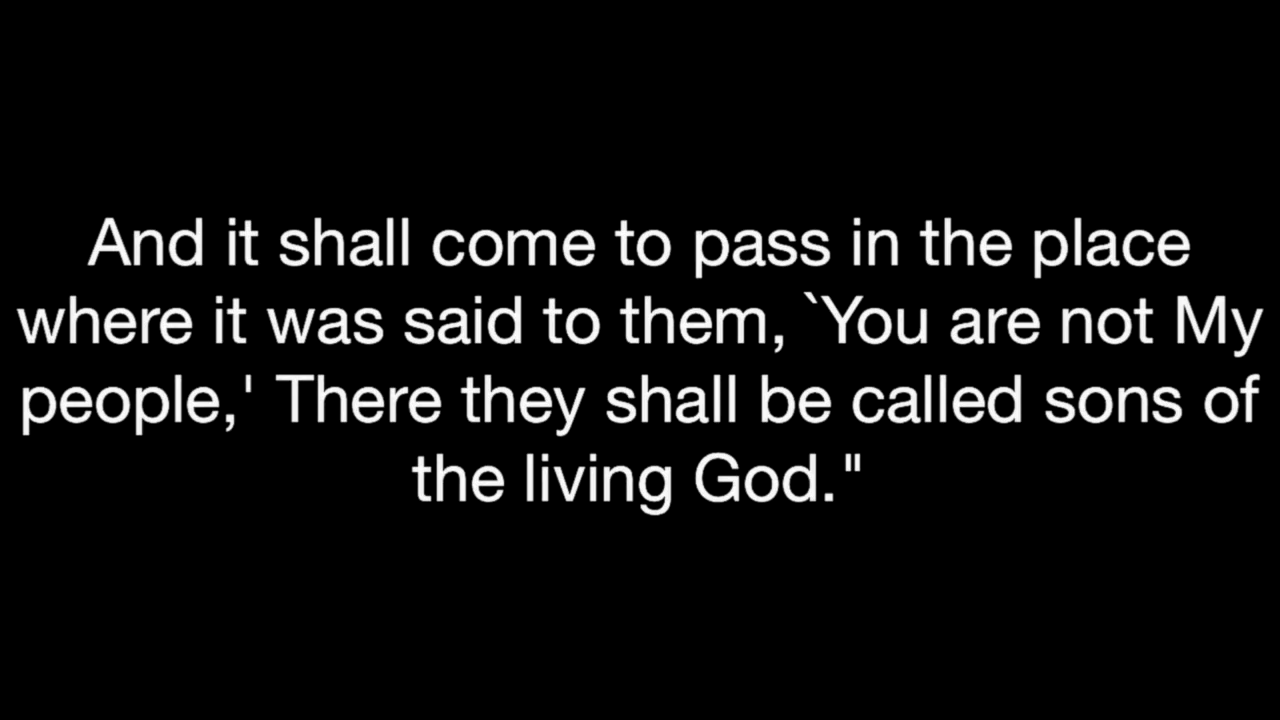 And it shall come to pass in the place
where it was said to them, `You are not My
people,' There they shall be called sons of
the living God."